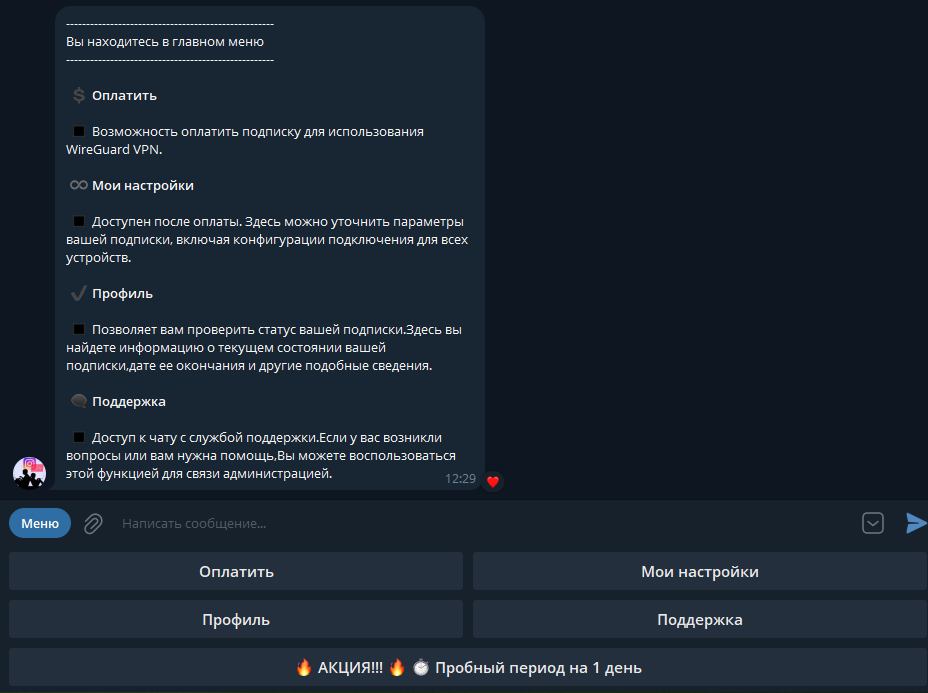 ------------------------------------------------
Вы находитесь в главном меню
------------------------------------------------
$ Оплатить
◼ Возможность оплатить подписку для использования
WireGuard VPN.
♾ Мои настройки
◼ Доступен после оплаты. Здесь можно уточнить параметры
вашей подписки, включая конфигурации подключения для всех
устройств.
✔ Профиль
◼ Позволяет вам проверить статус вашей подписки.Здесь вы
найдете информацию о текущем состоянии вашей
подписки,дате ее окончания и другие подобные сведения.
🗨 Поддержка
◼ Доступ к чату с службой поддержки.Если у вас возникли
вопросы или вам нужна помощь,Вы можете воспользоваться
этой функцией для связи администрацией.
12:29 ❤
Меню Написать сообщение...
Оплатить Мои настройки
Профиль Поддержка
🔥 АКЦИЯ!!! 🔥 ⏱ Пробный период на 1 день